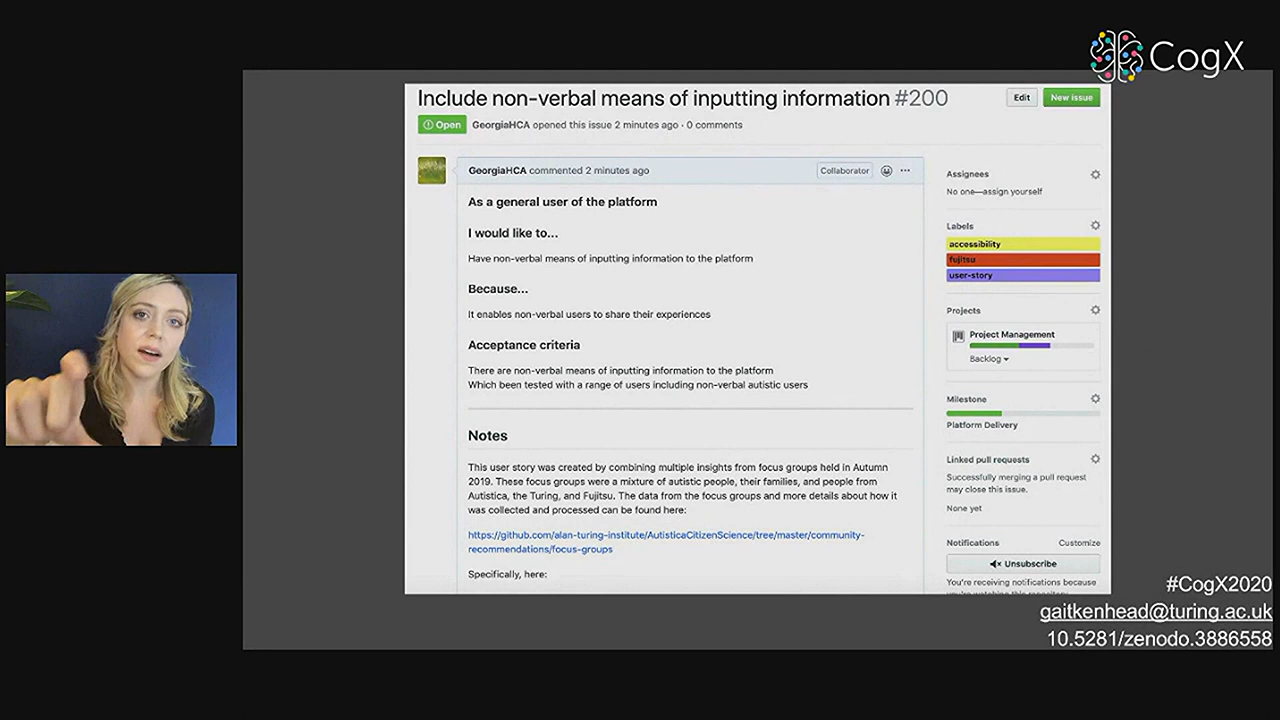 CogX
Include non-verbal means of inputting information #200
Edit
New issue
Open
GeorgiaHCA opened this issue 2 minutes ago · 0 comments
GeorgiaHCA commented 2 minutes ago
Collaborator
As a general user of the platform
I would like to...
Have non-verbal means of inputting information to the platform
Because...
It enables non-verbal users to share their experiences
Acceptance criteria
There are non-verbal means of inputting information to the platform
Which been tested with a range of users including non-verbal autistic users
Notes
This user story was created by combining multiple insights from focus groups held in Autumn
2019. These focus groups were a mixture of autistic people, their families, and people from
Autistica, the Turing, and Fujitsu. The data from the focus groups and more details about how it
was collected and processed can be found here:
https://github.com/alan-turing-institute/AutisticaCitizenScience/tree/master/community-
recommendations/focus-groups
Specifically, here:
Assignees
No one—assign yourself
Labels
accessibility
fujitsu
user-story
Projects
Project Management
Backlog
Milestone
Platform Delivery
Linked pull requests
Successfully merging a pull request
may close this issue.
None yet
Notifications
Customize
Unsubscribe
You're receiving notifications because
you're watching this repository.
#CogX2020
gaitkenhead@turing.ac.uk
10.5281/zenodo.3886558